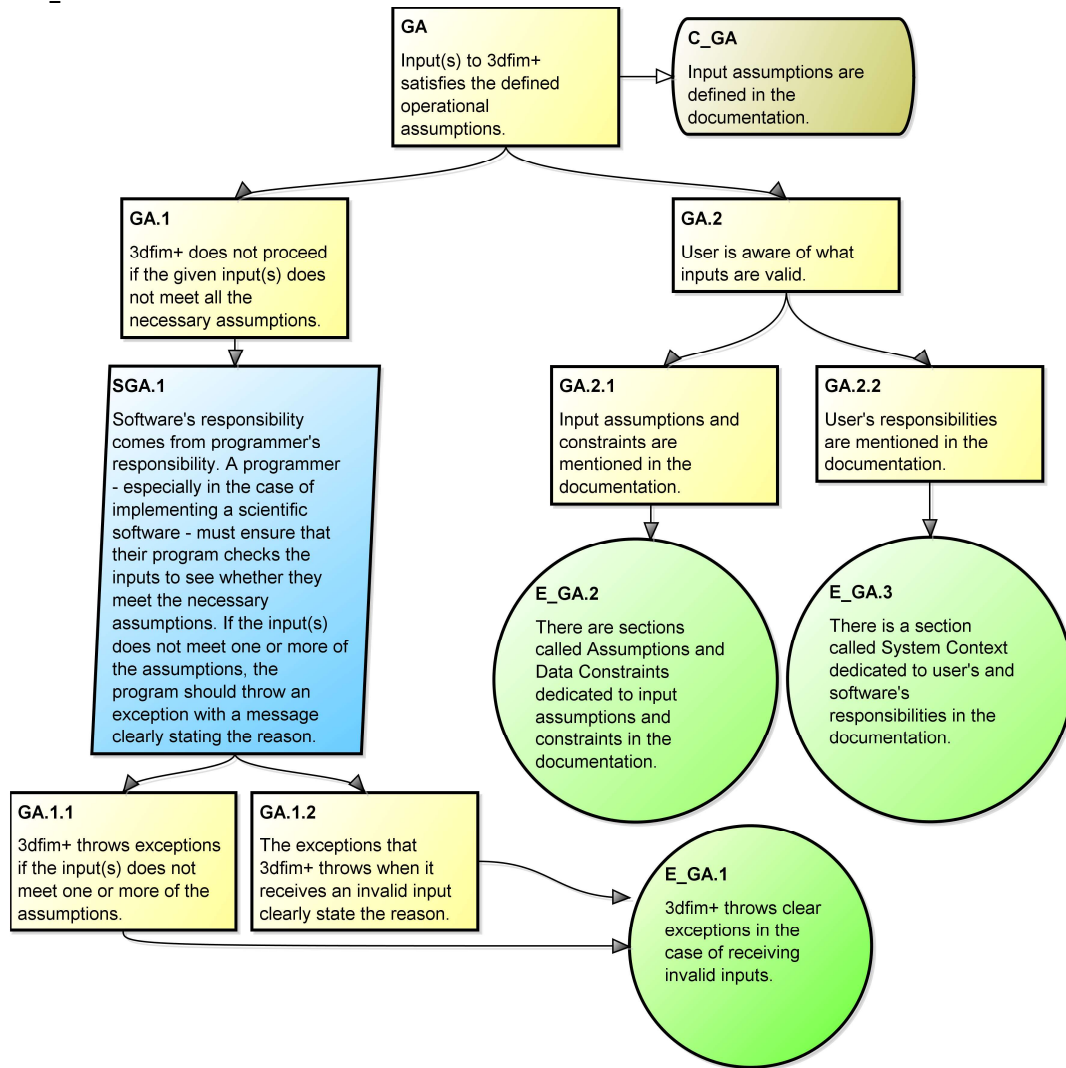 GA
Input(s) to 3dfim+
satisfies the defined
operational
assumptions.
C_GA
Input assumptions are
defined in the
documentation.
GA.1
3dfim+ does not proceed
if the given input(s) does
not meet all the
necessary assumptions.
GA.2
User is aware of what
inputs are valid.
SGA.1
Software's responsibility
comes from programmer's
responsibility. A programmer
- especially in the case of
implementing a scientific
software - must ensure that
their program checks the
inputs to see whether they
meet the necessary
assumptions. If the input(s)
does not meet one or more of
the assumptions, the
program should throw an
exception with a message
clearly stating the reason.
GA.2.1
Input assumptions and
constraints are
mentioned in the
documentation.
GA.2.2
User's responsibilities
are mentioned in the
documentation.
E_GA.2
There are sections
called Assumptions and
Data Constraints
dedicated to input
assumptions and
constraints in the
documentation.
E_GA.3
There is a section
called System Context
dedicated to user's and
software's
responsibilities in the
documentation.
GA.1.1
3dfim+ throws exceptions
if the input(s) does not
meet one or more of the
assumptions.
GA.1.2
The exceptions that
3dfim+ throws when it
receives an invalid input
clearly state the reason.
E_GA.1
3dfim+ throws clear
exceptions in the
case of receiving
invalid inputs.